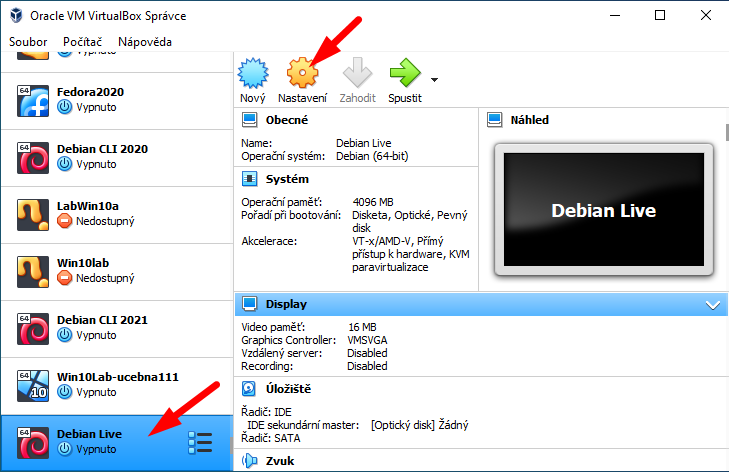 Oracle VM VirtualBox Správce
Soubor Počítač Nápověda
Vypnuto
64
Fedora2020
Vypnuto
64
Debian CLI 2020
Vypnuto
LabWin10a
Nedostupný
Win10lab
Nedostupný
64
Debian CLI 2021
Vypnuto
64
10
Win10Lab-ucebna111
Vypnuto
64
Debian Live
Vypnuto
Nový Nastavení Zahodit Spustit
Obecné
Name: Debian Live
Operační systém: Debian (64-bit)
Systém
Operační paměť: 4096 MB
Pořadí při bootování: Disketa, Optické, Pevný
disk
Akcelerace: VT-x/AMD-V, Přímý
přístup k hardware, KVM
paravirtualizace
Náhled
Debian Live
Display
Video paměť: 16 MB
Graphics Controller: VMSVGA
Vzdálený server: Disabled
Recording: Disabled
Úložiště
Řadič: IDE
IDE sekundární master: [Optický disk] Žádný
Řadič: SATA
Zvuk